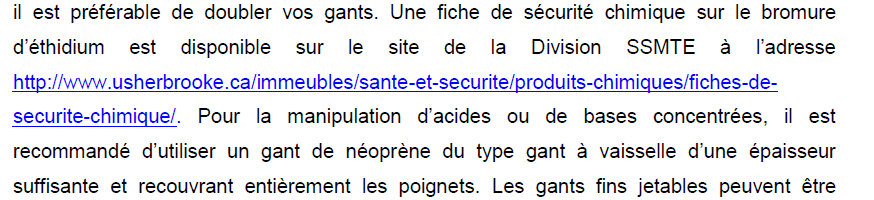 il est préférable de doubler vos gants. Une fiche de sécurité chimique sur le bromure
d'éthidium est disponible sur le site de la Division SSMTE à l'adresse
http://www.usherbrooke.ca/immeubles/sante-et-securite/produits-chimiques/fiches-de-
securite-chimique/. Pour la manipulation d'acides ou de bases concentrées, il est
recommandé d'utiliser un gant de néoprène du type gant à vaisselle d'une épaisseur
suffisante et recouvrant entièrement les poignets. Les gants fins jetables peuvent être